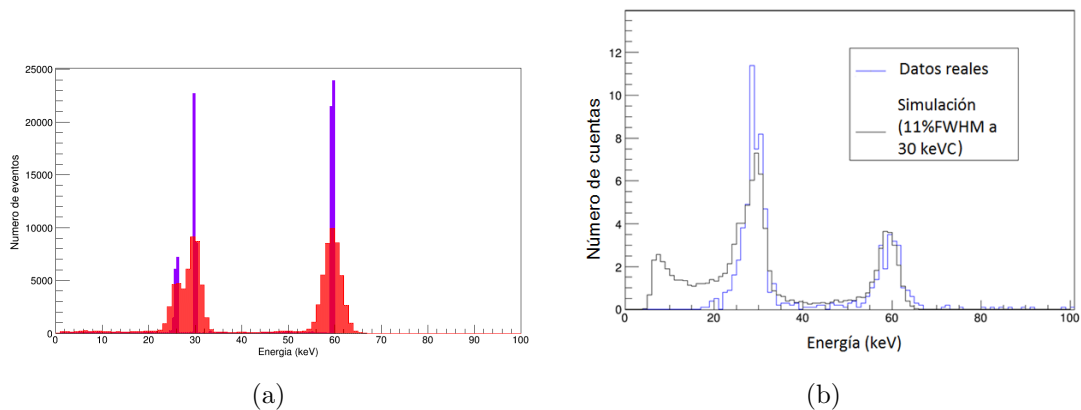 25000
20000
15000
10000
5000
0
Numero de eventos
0 10 20 30 40 50 60 70 80 90 100
Energia (keV)
(a)
12
10
8
6
4
2
0
Número de cuentas
Datos reales
Simulación
(11%FWHM a
30 keVC)
0 20 40 60 80 100
Energía (keV)
(b)